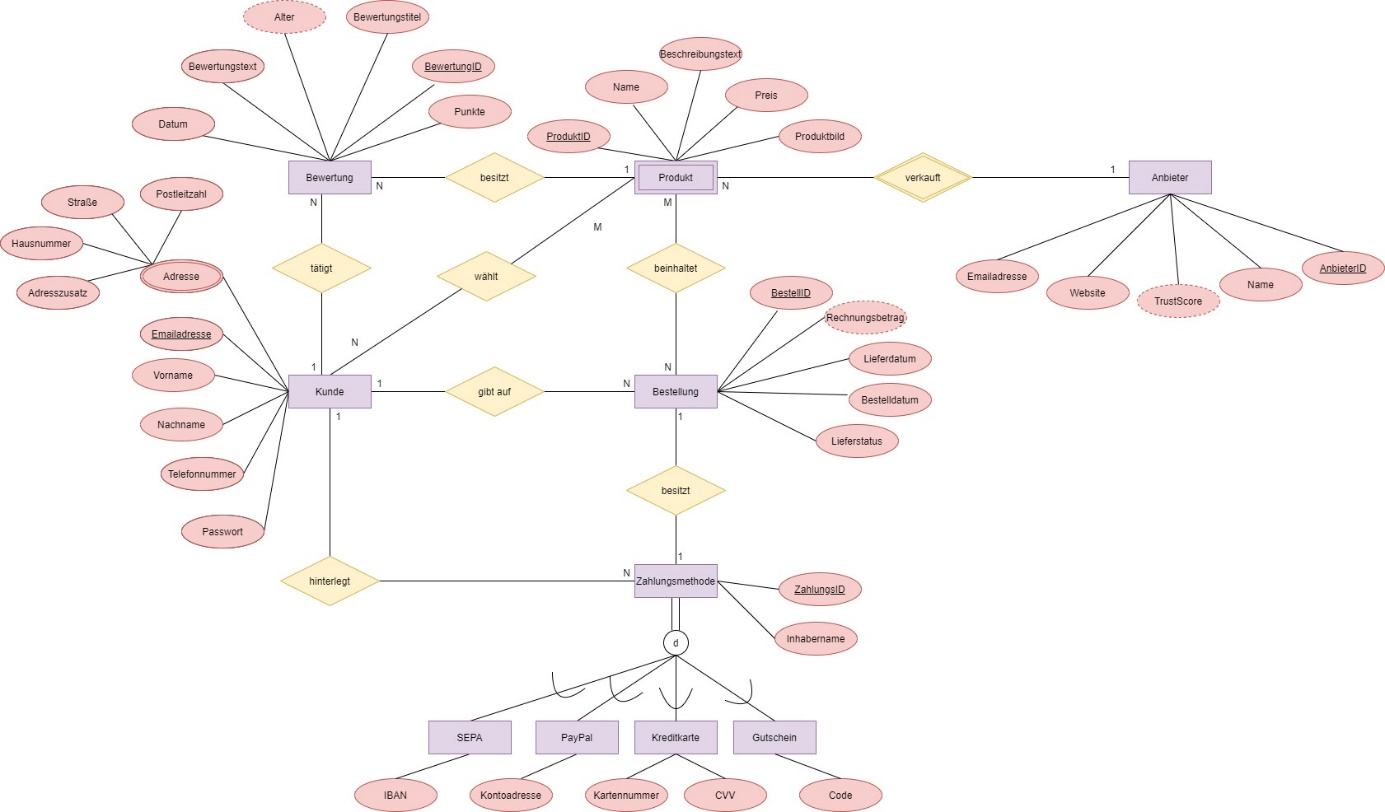 Alter
Bewertungstitel
Bewertungstext
BewertungID
Datum
Punkte
Beschreibungstext
Name
Preis
ProduktID
Produktbild
Bewertung
N
besitzt
1
Produkt
N
verkauft
1
Anbieter
N
M
M
Straße
Postleitzahl
Hausnummer
Adresse
Adresszusatz
tätigt
wählt
beinhaltet
Emailadresse
Website
TrustScore
Name
AnbieterID
BestellID
Rechnungsbetrag
Lieferdatum
Bestelldatum
Lieferstatus
Emailadresse
Vorname
Nachname
Telefonnummer
Passwort
N
1
N
Kunde
1
gibt auf
N
Bestellung
1
1
besitzt
1
hinterlegt
N
Zahlungsmethode
ZahlungsID
Inhabername
d
SEPA
PayPal
Kreditkarte
Gutschein
IBAN
Kontoadresse
Kartennummer
CVV
Code